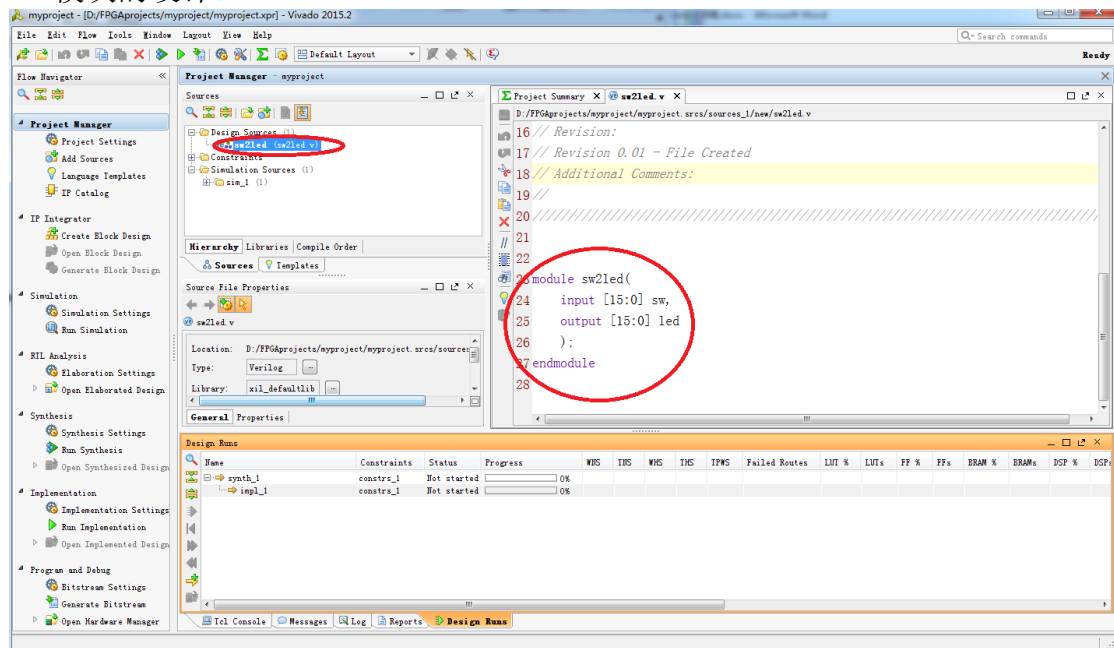 myproject - [D:/FPGAprojects/myproject/myproject.xpr] - Vivado 2015.2
File Edit Flow Tools Window Layout View Help
Search commands
Default Layout
Ready
Flow Navigator
Project Manager
Project Settings
Add Sources
Language Templates
IP Catalog
IP Integrator
Create Block Design
Open Block Design
Generate Block Design
Simulation
Simulation Settings
Run Simulation
RTL Analysis
Elaboration Settings
Open Elaborated Design
Synthesis
Synthesis Settings
Run Synthesis
Open Synthesized Design
Implementation
Implementation Settings
Run Implementation
Open Implemented Design
Program and Debug
Bitstream Settings
Generate Bitstream
Open Hardware Manager
Project Manager - myproject
Sources
Design Sources (1)
sw2led (sw2led.v)
Constraints
Simulation Sources (1)
sim_1 (1)
Hierarchy Libraries Compile Order
Sources Templates
Source File Properties
sw2led.v
Location: D:/FPGAprojects/myproject/myproject.srcs/sources
Type: Verilog
Library: xil_defaultlib
General Properties
Project Summary sw2led.v
D:/FPGAprojects/myproject/myproject.srcs/sources_1/new/sw2led.v
16 // Revision:
17 // Revision 0.01 - File Created
18 // Additional Comments:
19 //
20 //////////////////////////////////////////////////////////////////////////////////
21
22
23 module sw2led(
24 input [15:0] sw,
25 output [15:0] led
26 );
27 endmodule
28
Design Runs
Name Constraints Status Progress WNS TNS WHS THS TPWS Failed Routes LUT % LUTs FF % FFs BRAM % BRAMs DSP % DSPs
synth_1 constrs_1 Not started 0%
impl_1 constrs_1 Not started 0%
Tcl Console Messages Log Reports Design Runs